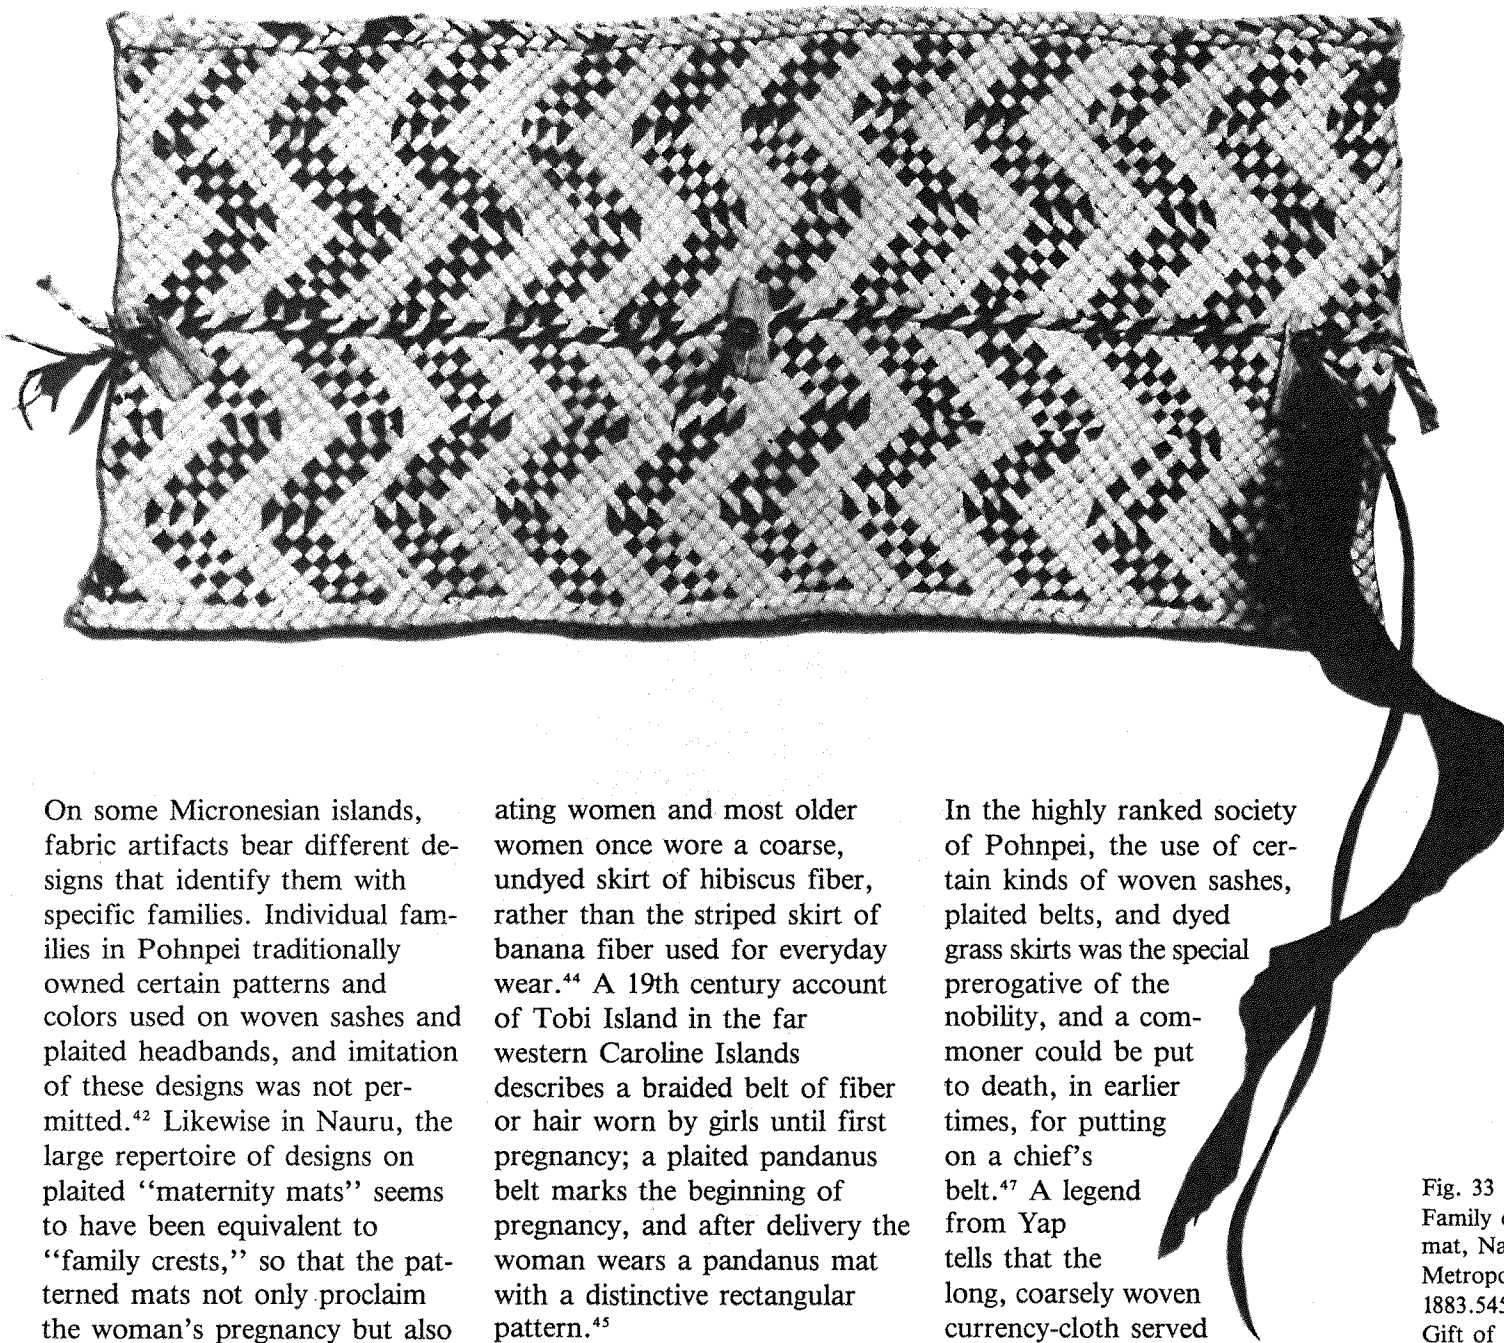 On some Micronesian islands,
fabric artifacts bear different de-
signs that identify them with
specific families. Individual fam-
ilies in Pohnpei traditionally
owned certain patterns and
colors used on woven sashes and
plaited headbands, and imitation
of these designs was not per-
mitted.⁴² Likewise in Nauru, the
large repertoire of designs on
plaited “maternity mats” seems
to have been equivalent to
“family crests,” so that the pat-
terned mats not only proclaim
the woman's pregnancy but also
ating women and most older
women once wore a coarse,
undyed skirt of hibiscus fiber,
rather than the striped skirt of
banana fiber used for everyday
wear.⁴⁴ A 19th century account
of Tobi Island in the far
western Caroline Islands
describes a braided belt of fiber
or hair worn by girls until first
pregnancy; a plaited pandanus
belt marks the beginning of
pregnancy, and after delivery the
woman wears a pandanus mat
with a distinctive rectangular
pattern.⁴⁵
In the highly ranked society
of Pohnpei, the use of cer-
tain kinds of woven sashes,
plaited belts, and dyed
grass skirts was the special
prerogative of the
nobility, and a com-
moner could be put
to death, in earlier
times, for putting
on a chief's
belt.⁴⁷ A legend
from Yap
tells that the
long, coarsely woven
currency-cloth served
Fig. 33
Family
mat,
1883.545
Gift of